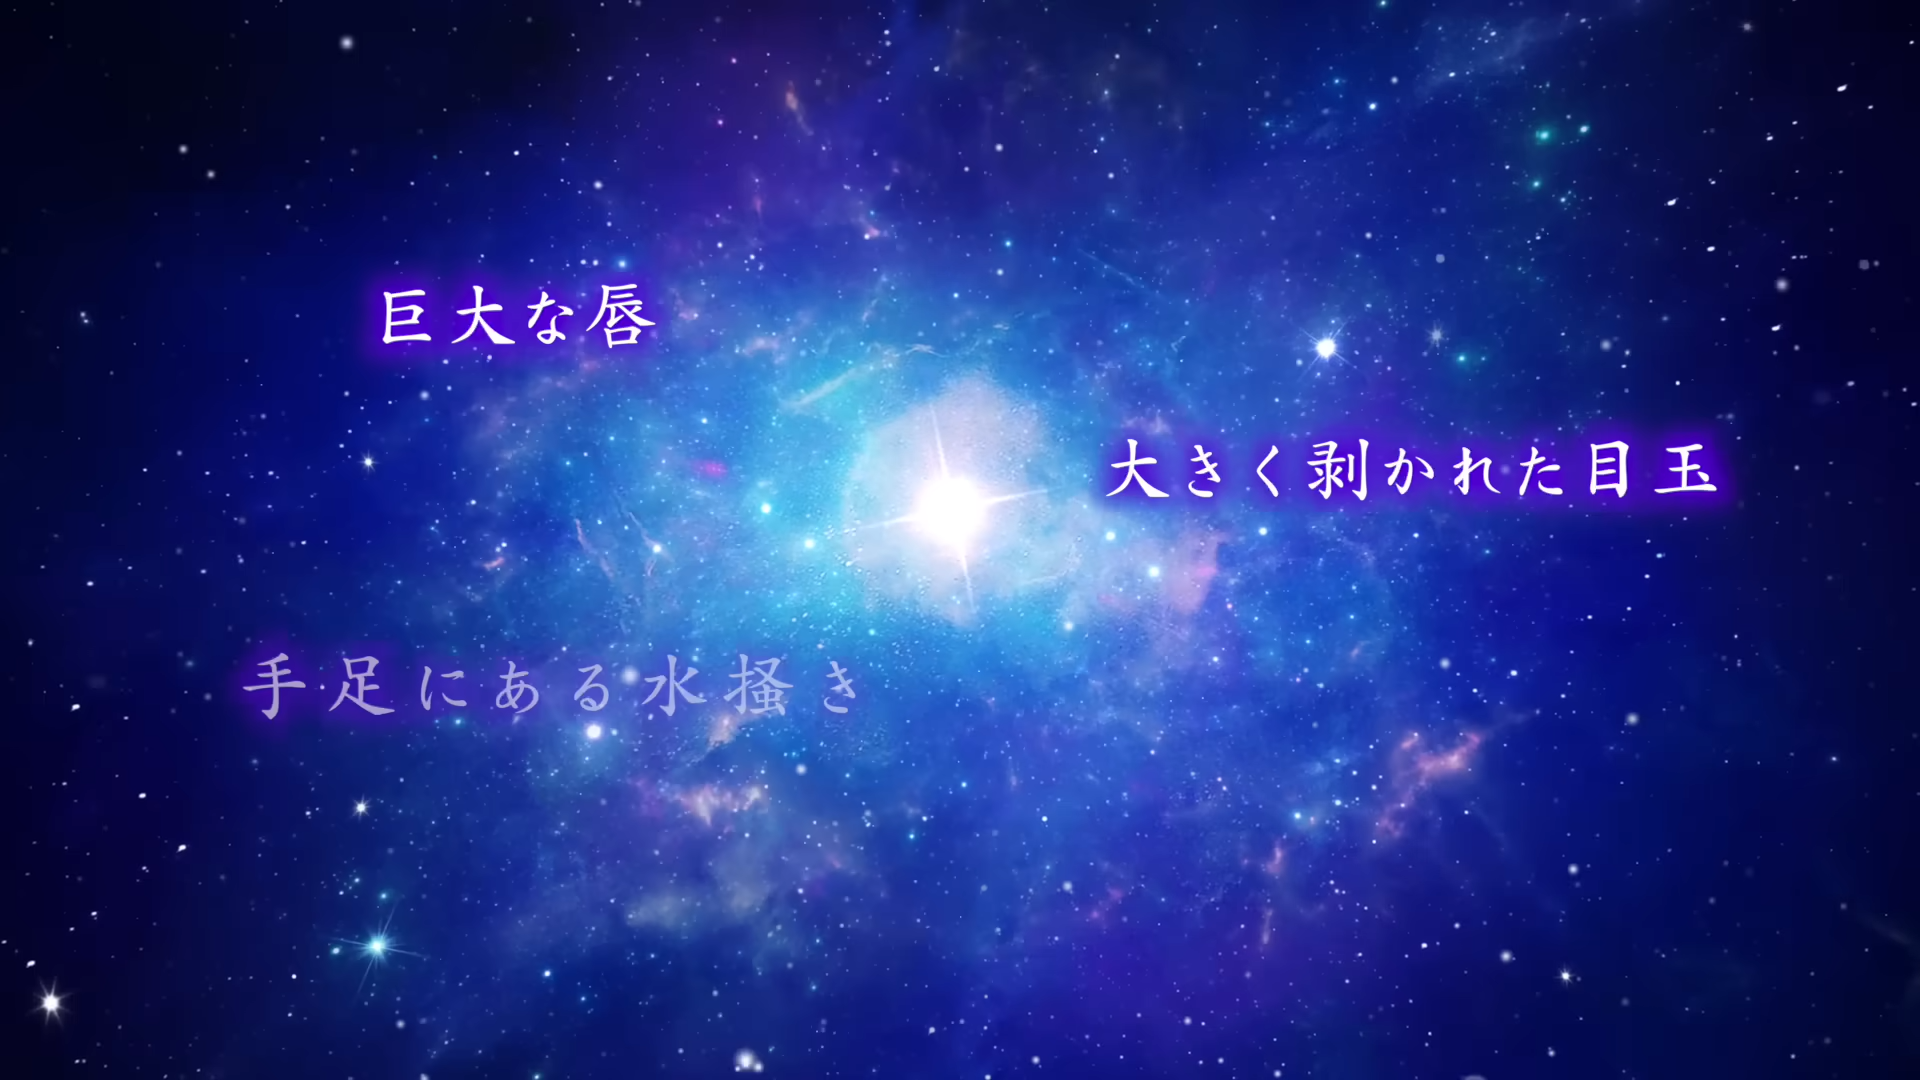 巨大な唇
大きく剥かれた目玉
手足にある水掻き